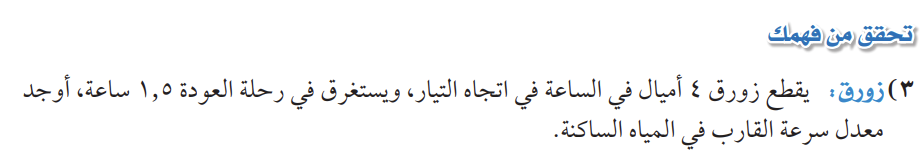 تحقق من فهمك
٣) زورق: يقطع زورق ٤ أميال في الساعة في اتجاه التيار، ويستغرق في رحلة العودة ١,٥ ساعة، أوجد
معدل سرعة القارب في المياه الساكنة.